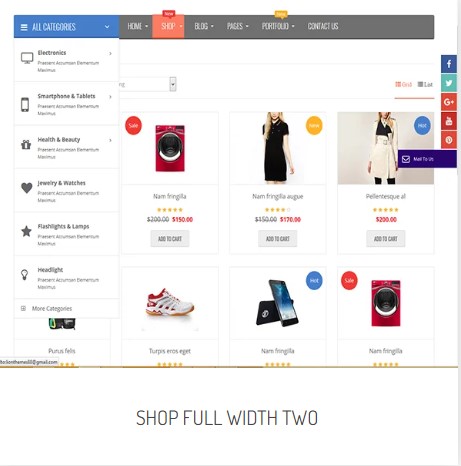 ALL CATEGORIES
HOME
New
SHOP
BLOG
PAGES
PORTFOLIO
CONTACT US
Electronics
Praesent Accumsan Elementum
Maximus
Smartphone & Tablets
Praesent Accumsan Elementum
Maximus
Health & Beauty
Praesent Accumsan Elementum
Maximus
Jewelry & Watches
Praesent Accumsan Elementum
Maximus
Flashlights & Lamps
Praesent Accumsan Elementum
Maximus
Headlight
Praesent Accumsan Elementum
Maximus
More Categories
Grid
List
Mail To Us
Sale
Nam fringilla
$200.00 $150.00
ADD TO CART
New
Nam fringilla augue
$150.00 $170.00
ADD TO CART
Hot
Pellentesque al
$200.00
ADD TO CART
Purus felis
Turpis eros eget
Hot
Nam fringilla
Sale
Nam fringilla
SHOP FULL WIDTH TWO